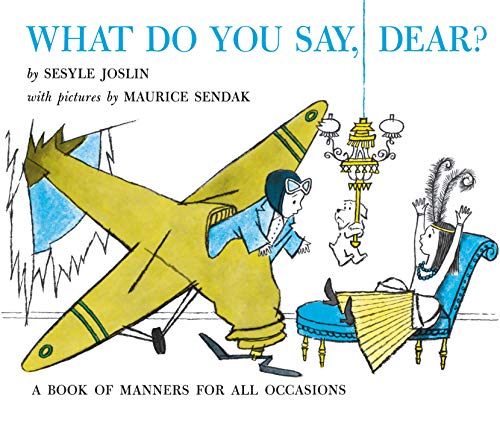 WHAT DO YOU SAY, DEAR?
by SESYLE JOSLIN
with pictures by MAURICE SENDAK
A BOOK OF MANNERS FOR ALL OCCASIONS